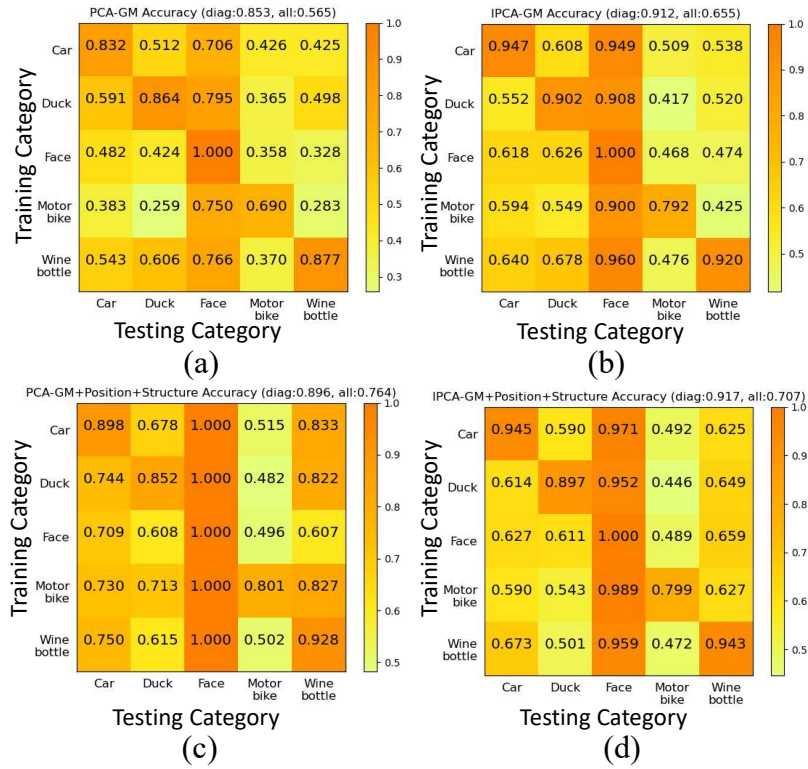 PCA-GM Accuracy (diag:0.853, all:0.565)
Training Category
Car 0.832 0.512 0.706 0.426 0.425
Duck 0.591 0.864 0.795 0.365 0.498
Face 0.482 0.424 1.000 0.358 0.328
Motor bike 0.383 0.259 0.750 0.690 0.283
Wine bottle 0.543 0.606 0.766 0.370 0.877
Car Duck Face Motor bike Wine bottle
Testing Category
1.0
0.9
0.8
0.7
0.6
0.5
0.4
0.3
(a)
IPCA-GM Accuracy (diag:0.912, all:0.655)
Training Category
Car 0.947 0.608 0.949 0.509 0.538
Duck 0.552 0.902 0.908 0.417 0.520
Face 0.618 0.626 1.000 0.468 0.474
Motor bike 0.594 0.549 0.900 0.792 0.425
Wine bottle 0.640 0.678 0.960 0.476 0.920
Car Duck Face Motor bike Wine bottle
Testing Category
1.0
0.9
0.8
0.7
0.6
0.5
(b)
PCA-GM+Position+Structure Accuracy (diag:0.896, all:0.764)
Training Category
Car 0.898 0.678 1.000 0.515 0.833
Duck 0.744 0.852 1.000 0.482 0.822
Face 0.709 0.608 1.000 0.496 0.607
Motor bike 0.730 0.713 1.000 0.801 0.827
Wine bottle 0.750 0.615 1.000 0.502 0.928
Car Duck Face Motor bike Wine bottle
Testing Category
1.0
0.9
0.8
0.7
0.6
0.5
(c)
IPCA-GM+Position+Structure Accuracy (diag:0.917, all:0.707)
Training Category
Car 0.945 0.590 0.971 0.492 0.625
Duck 0.614 0.897 0.952 0.446 0.649
Face 0.627 0.611 1.000 0.489 0.659
Motor bike 0.590 0.543 0.989 0.799 0.627
Wine bottle 0.673 0.501 0.959 0.472 0.943
Car Duck Face Motor bike Wine bottle
Testing Category
1.0
0.9
0.8
0.7
0.6
0.5
(d)